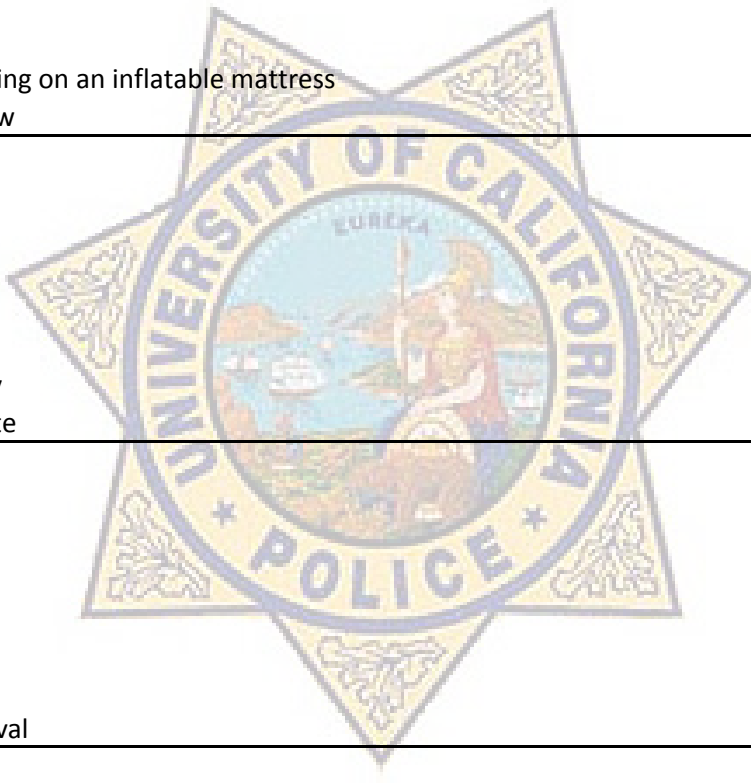 ing on an inflatable mattress
w
UNIVERSITY OF CALIFORNIA
EUREKA
te
* POLICE *
val